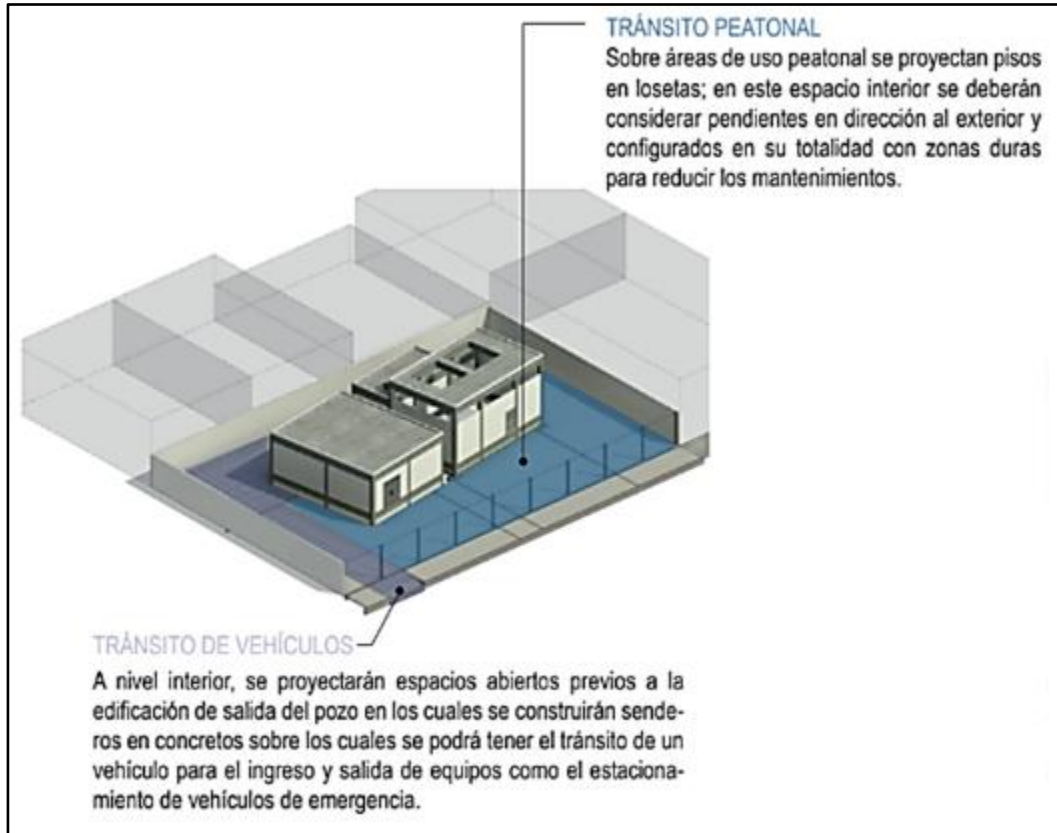 TRÁNSITO PEATONAL
Sobre áreas de uso peatonal se proyectan pisos
en losetas; en este espacio interior se deberán
considerar pendientes en dirección al exterior y
configurados en su totalidad con zonas duras
para reducir los mantenimientos.
TRÁNSITO DE VEHÍCULOS
A nivel interior, se proyectarán espacios abiertos previos a la
edificación de salida del pozo en los cuales se construirán sende-
ros en concretos sobre los cuales se podrá tener el tránsito de un
vehículo para el ingreso y salida de equipos como el estaciona-
miento de vehículos de emergencia.